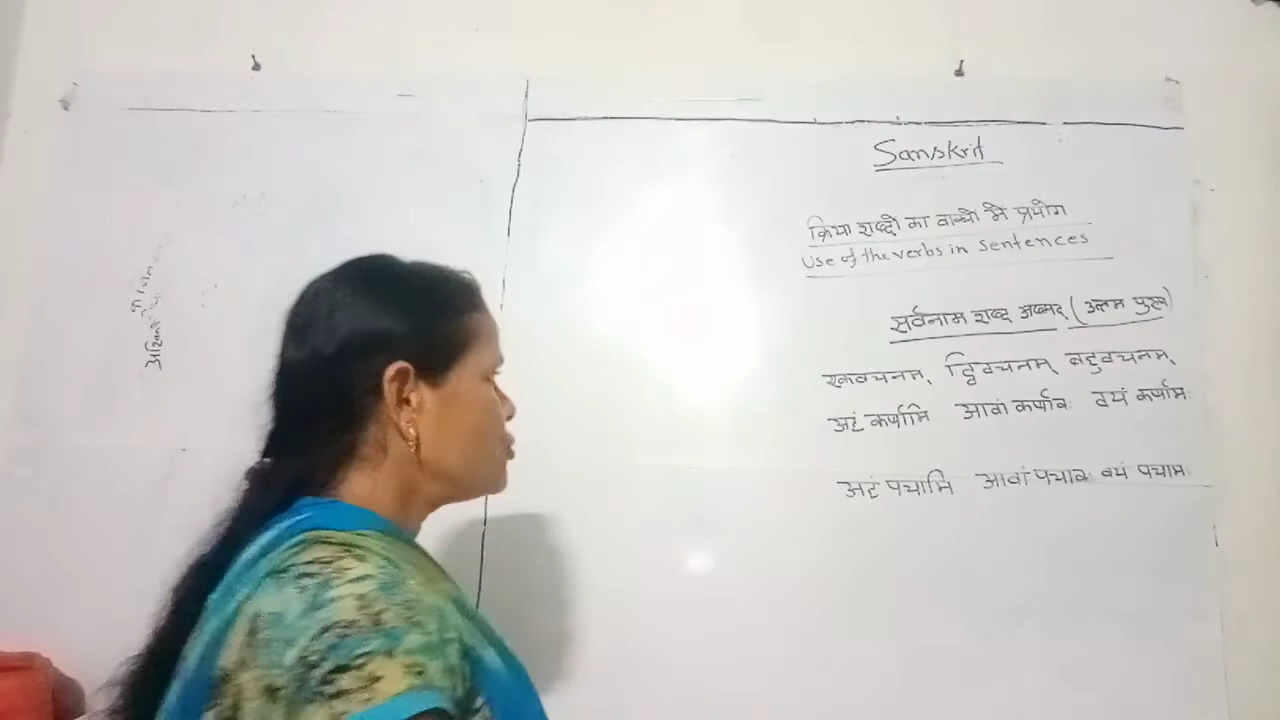 Sanskrit
क्रिया शब्दो का वाक्यो मे प्रयोग
Use of the verbs in sentences
सर्वनाम शब्द अष्मद् (उत्तम पुरुष)
एकवचनम् द्विवचनम् बहुवचनम्
अहं कर्षामि आवां कर्षावः वयं कर्षामः
अहं पचामि आवां पचावः वयं पचामः